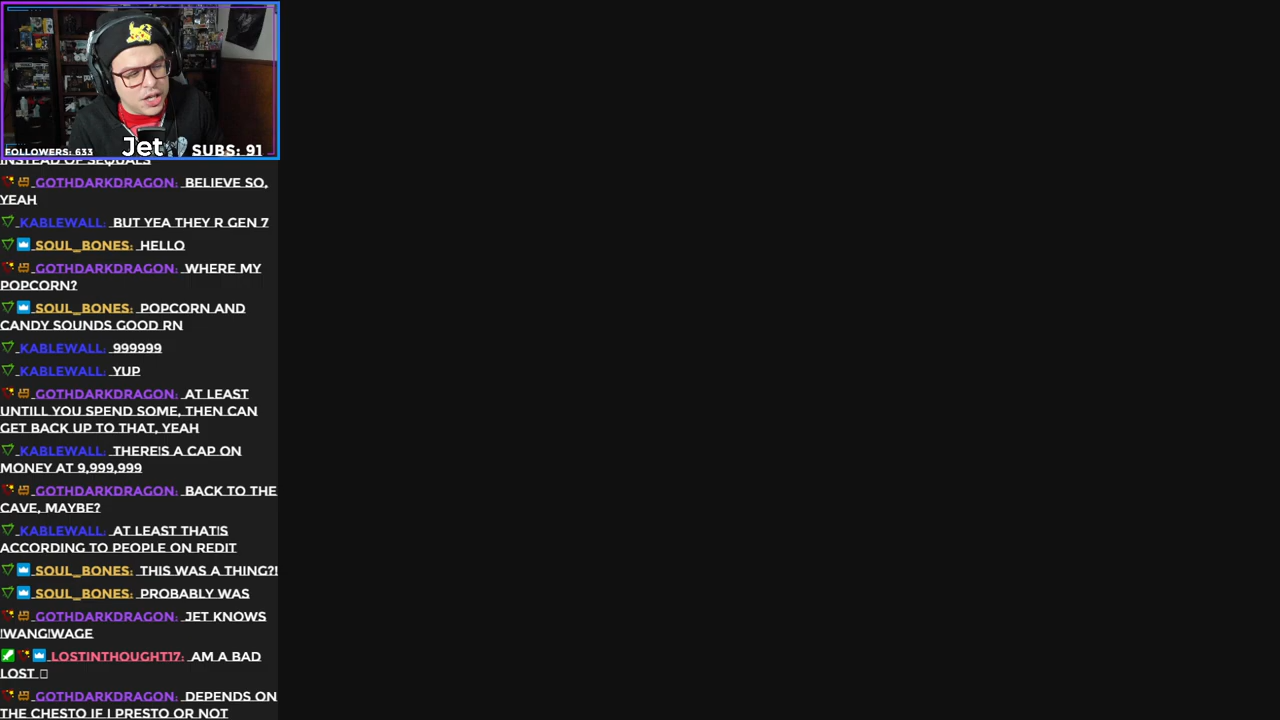 FOLLOWERS: 633
Jet
SUBS: 91
INSTEAD OF SEQUALS
GOTHDARKDRAGON: BELIEVE SO,
YEAH
KABLEWALL: BUT YEA THEY R GEN 7
SOUL_BONES: HELLO
GOTHDARKDRAGON: WHERE MY
POPCORN?
SOUL_BONES: POPCORN AND
CANDY SOUNDS GOOD RN
KABLEWALL: 999999
KABLEWALL: YUP
GOTHDARKDRAGON: AT LEAST
UNTILL YOU SPEND SOME, THEN CAN
GET BACK UP TO THAT, YEAH
KABLEWALL: THERE'S A CAP ON
MONEY AT 9,999,999
GOTHDARKDRAGON: BACK TO THE
CAVE, MAYBE?
KABLEWALL: AT LEAST THAT'S
ACCORDING TO PEOPLE ON REDIT
SOUL_BONES: THIS WAS A THING?!
SOUL_BONES: PROBABLY WAS
GOTHDARKDRAGON: JET KNOWS
!WANG!WAGE
LOSTINTHOUGHT17: AM A BAD
LOST
GOTHDARKDRAGON: DEPENDS ON
THE CHESTO IF I PRESTO OR NOT